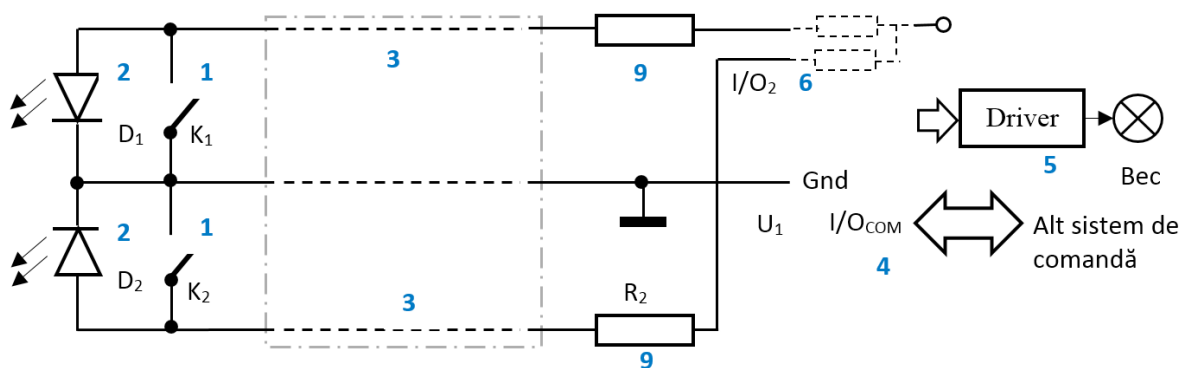 2
1
3
9
I/O₂
6
D₁
K₁
Driver
5
Bec
Gnd
2
1
U₁
I/OCOM
4
Alt sistem de
comandă
D₂
K₂
3
R₂
9